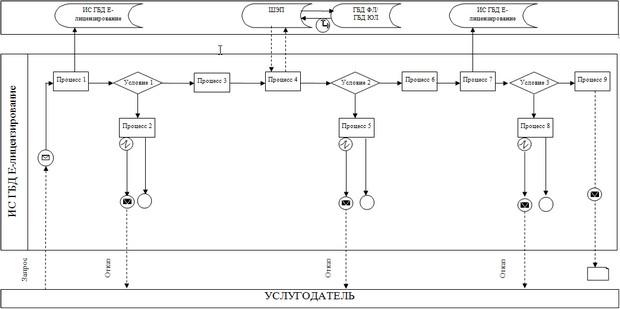 ИС ГБД Е-
лицензирование
ШЭП
ГБД ФЛ/
ГБД ЮЛ
ИС ГБД Е-
лицензирование
ИС ГБД Е-лицензирование
Процесс 1
Условие 1
Процесс 3
Процесс 4
Условие 2
Процесс 6
Процесс 7
Условие 3
Процесс 9
Процесс 2
Процесс 5
Процесс 8
Запрос
Отказ
Отказ
Отказ
УСЛУГОДАТЕЛЬ